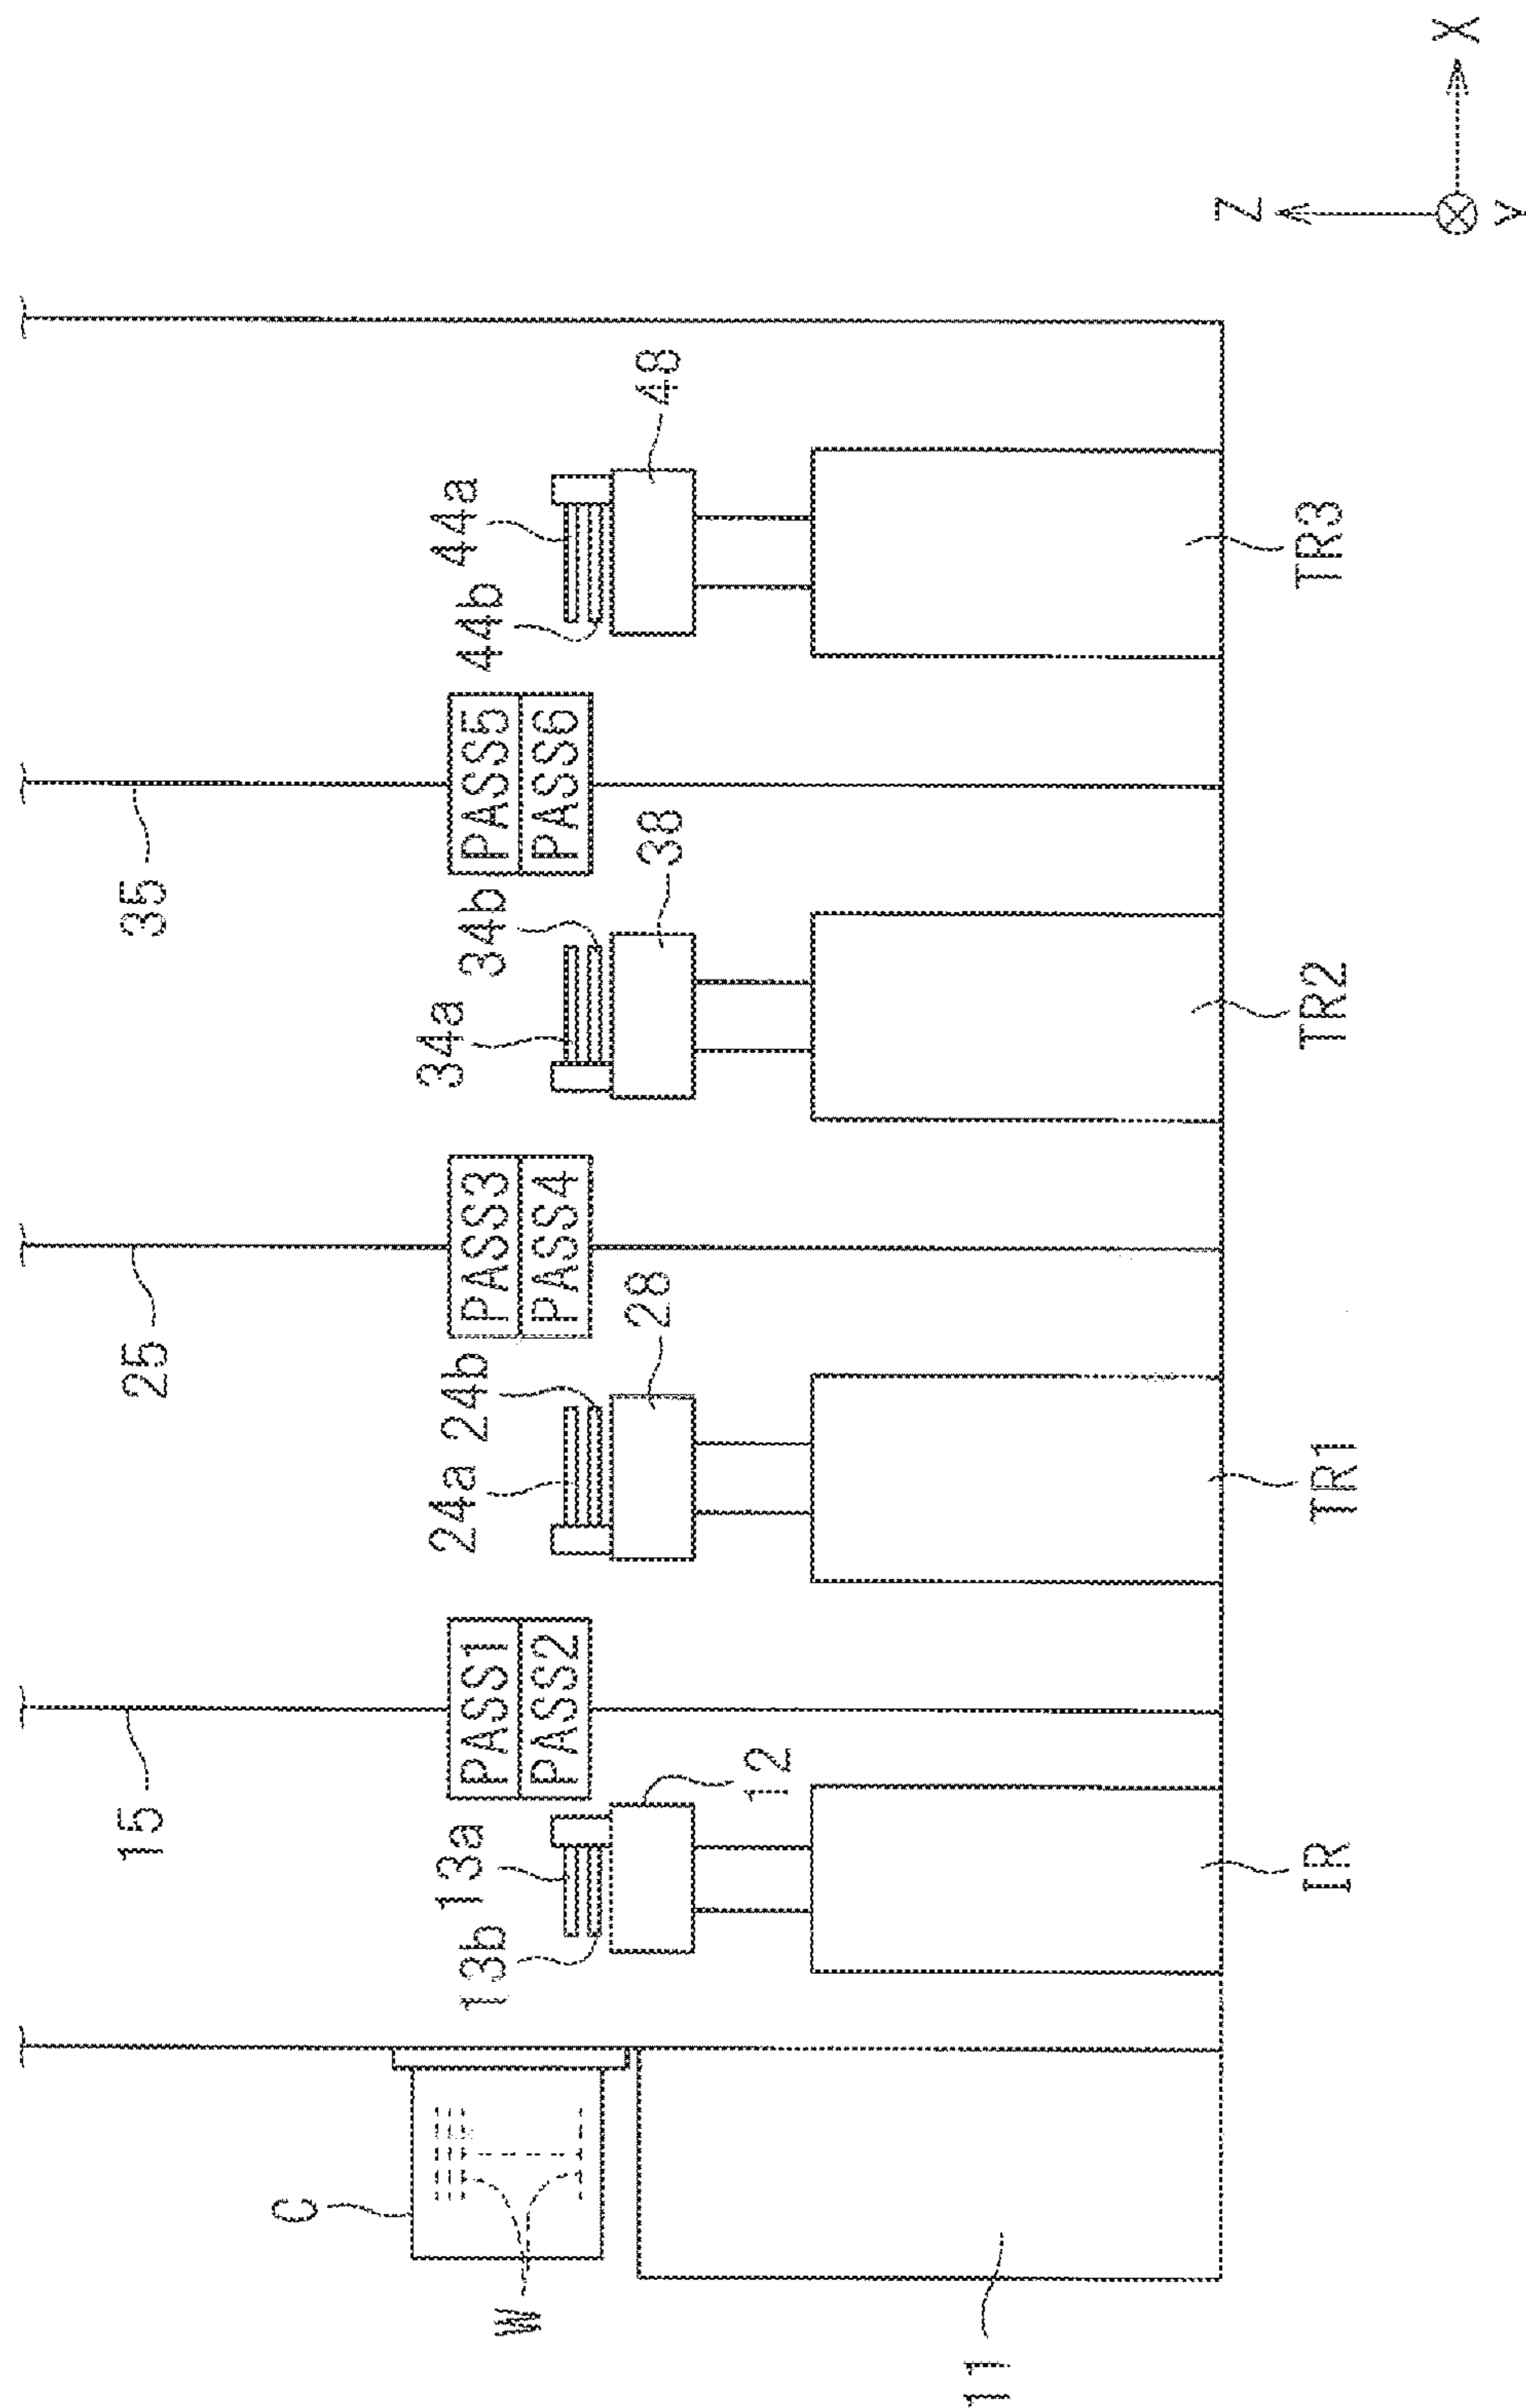 15
25
35
C
13a
24a
34a
44a
13b
24b
34b
44b
PASS1
PASS3
PASS5
PASS2
PASS4
PASS6
W
28
38
48
12
11
Z
IR
TR1
TR2
TR3
X
Y